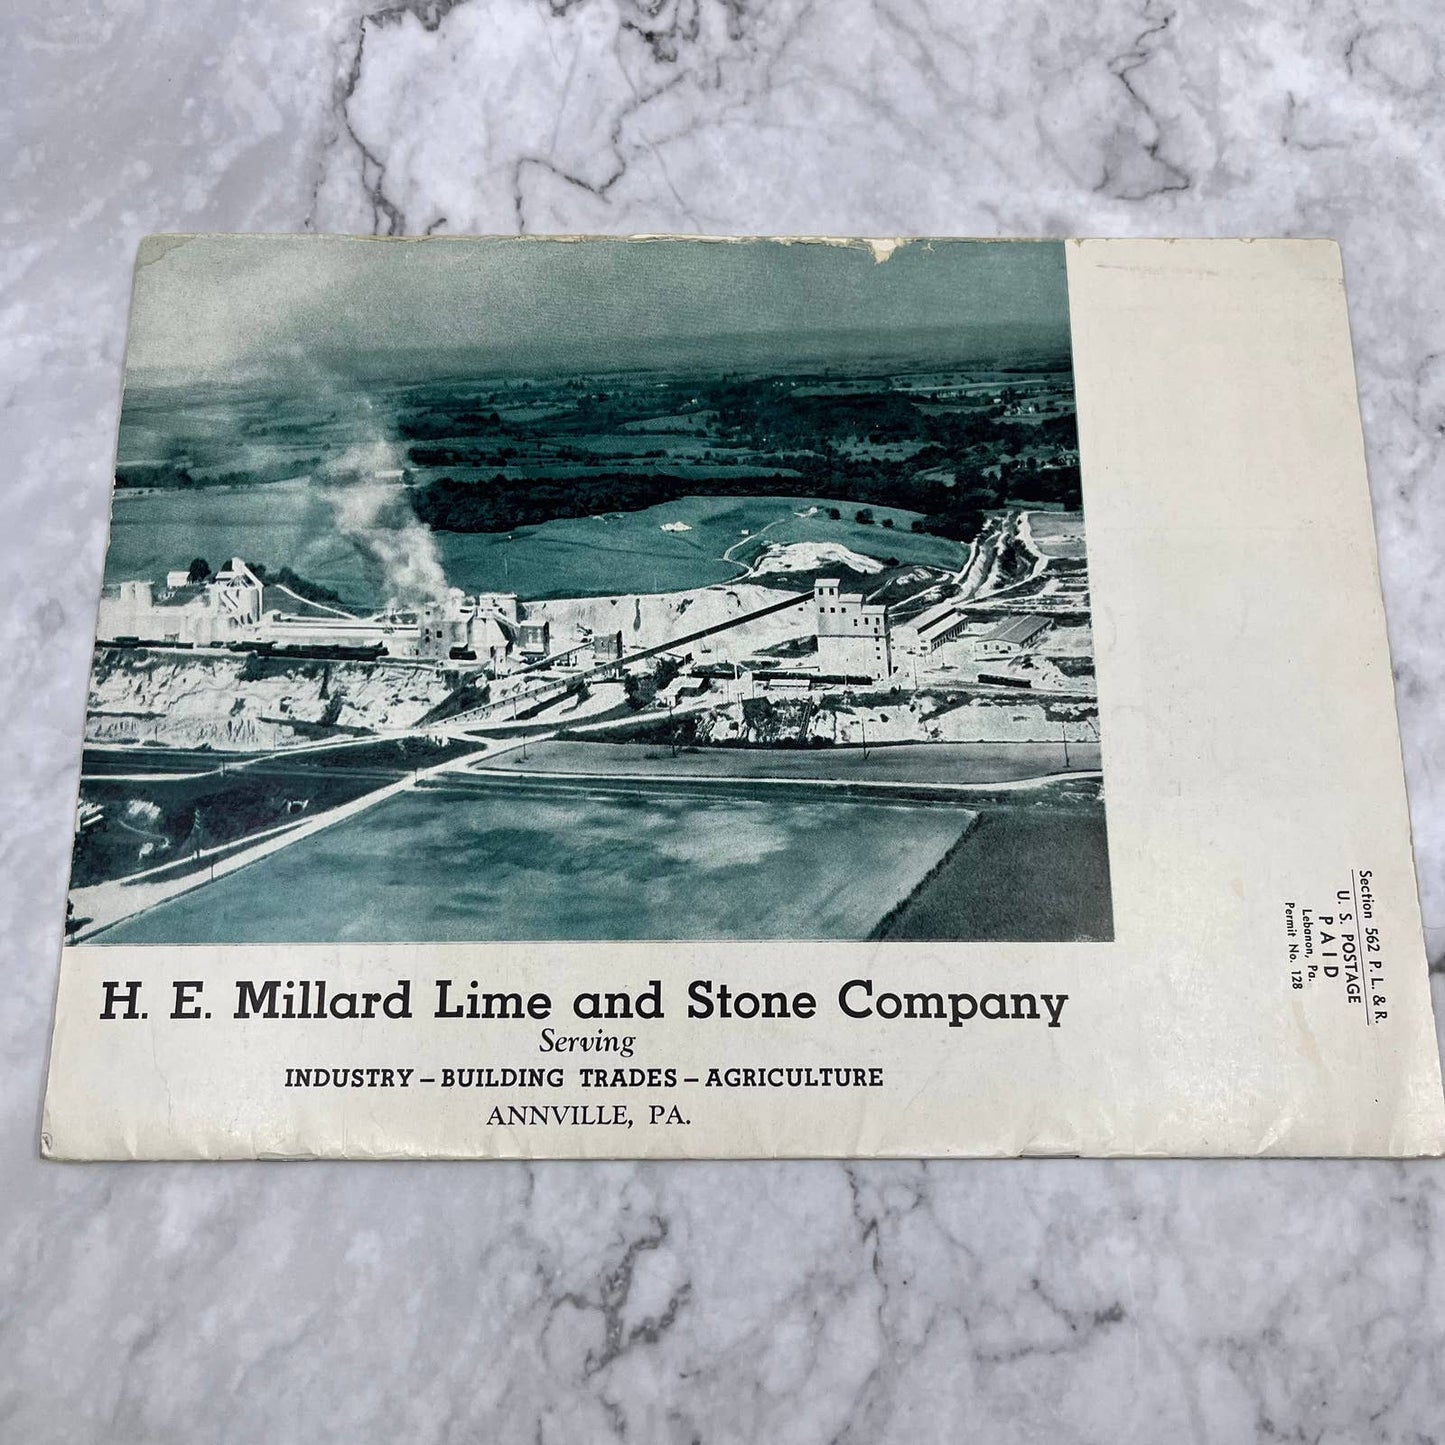 H. E. Millard Lime and Stone Company
Serving
INDUSTRY – BUILDING TRADES – AGRICULTURE
ANNVILLE, PA.
Section 562 P. L. & R.
U. S. POSTAGE
PAID
Lebanon, Pa.
Permit No. 128